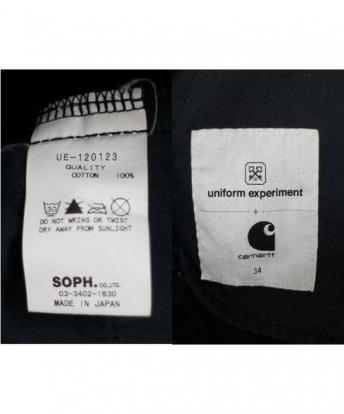 UE-120123
QUALITY
COTTON 100%
30
DO NOT WRING OR TWIST
DRY AWAY FROM SUNLIGHT
SOPH.CO.,LTD.
03-3402-1830
MADE IN JAPAN
uniform experiment
+
carhartt
34